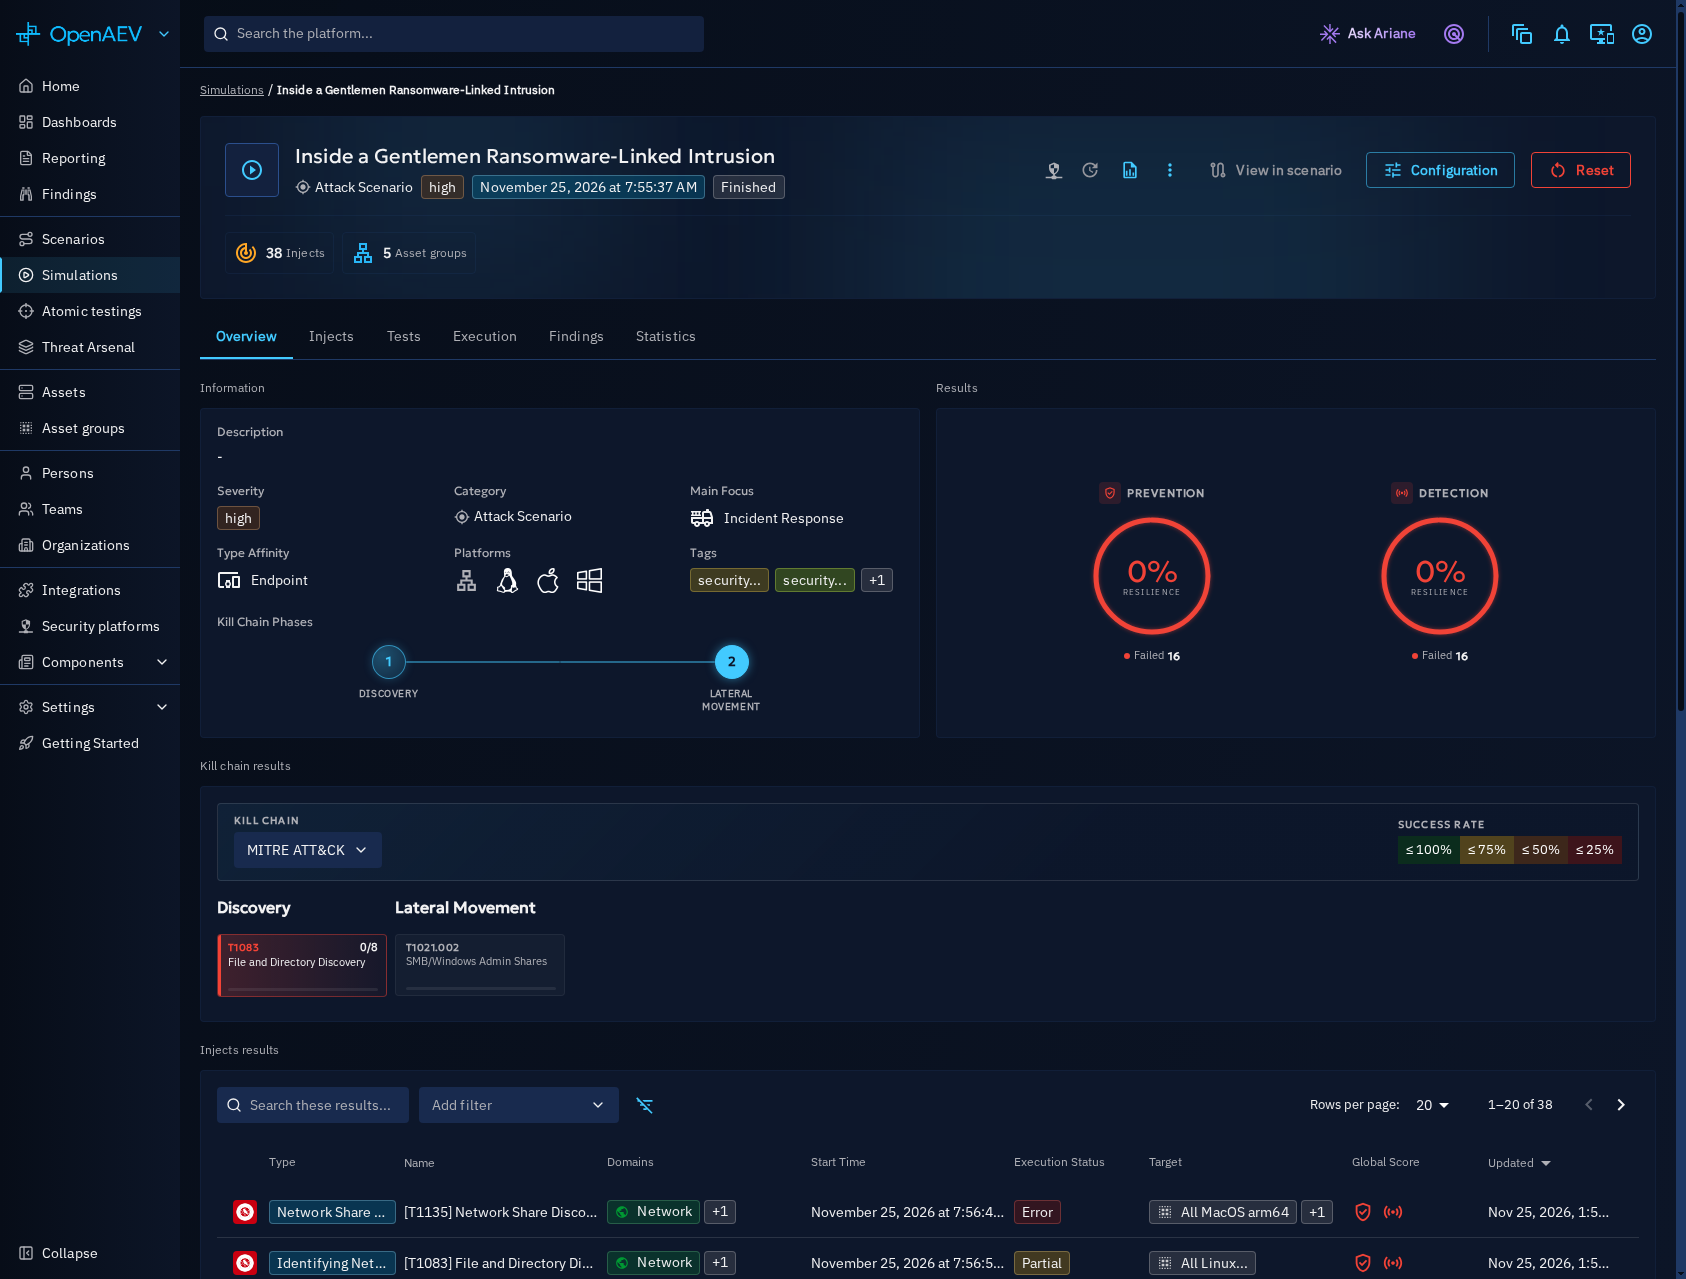 OpenAEV
Search the platform...
Ask Ariane
Home
Dashboards
Reporting
Findings
Scenarios
Simulations
Atomic testings
Threat Arsenal
Assets
Asset groups
Persons
Teams
Organizations
Integrations
Security platforms
Components
Settings
Getting Started
Collapse
Simulations / Inside a Gentlemen Ransomware-Linked Intrusion
Inside a Gentlemen Ransomware-Linked Intrusion
Attack Scenario high November 25, 2026 at 7:55:37 AM Finished
View in scenario Configuration Reset
38 Injects 5 Asset groups
Overview Injects Tests Execution Findings Statistics
Information
Description
-
Severity Category Main Focus
high Attack Scenario Incident Response
Type Affinity Platforms Tags
Endpoint security... security... +1
Kill Chain Phases
1 2
DISCOVERY LATERAL
MOVEMENT
Results
PREVENTION DETECTION
0% 0%
RESILIENCE RESILIENCE
Failed 16 Failed 16
Kill chain results
KILL CHAIN
MITRE ATT&CK
SUCCESS RATE
≤ 100% ≤ 75% ≤ 50% ≤ 25%
Discovery Lateral Movement
T1083 0/8 T1021.002
File and Directory Discovery SMB/Windows Admin Shares
Injects results
Search these results... Add filter Rows per page: 20 1–20 of 38
Type Name Domains Start Time Execution Status Target Global Score Updated
Network Share ... [T1135] Network Share Disco... Network +1 November 25, 2026 at 7:56:4... Error All MacOS arm64 +1 Nov 25, 2026, 1:5...
Identifying Net... [T1083] File and Directory Di... Network +1 November 25, 2026 at 7:56:5... Partial All Linux... Nov 25, 2026, 1:5...